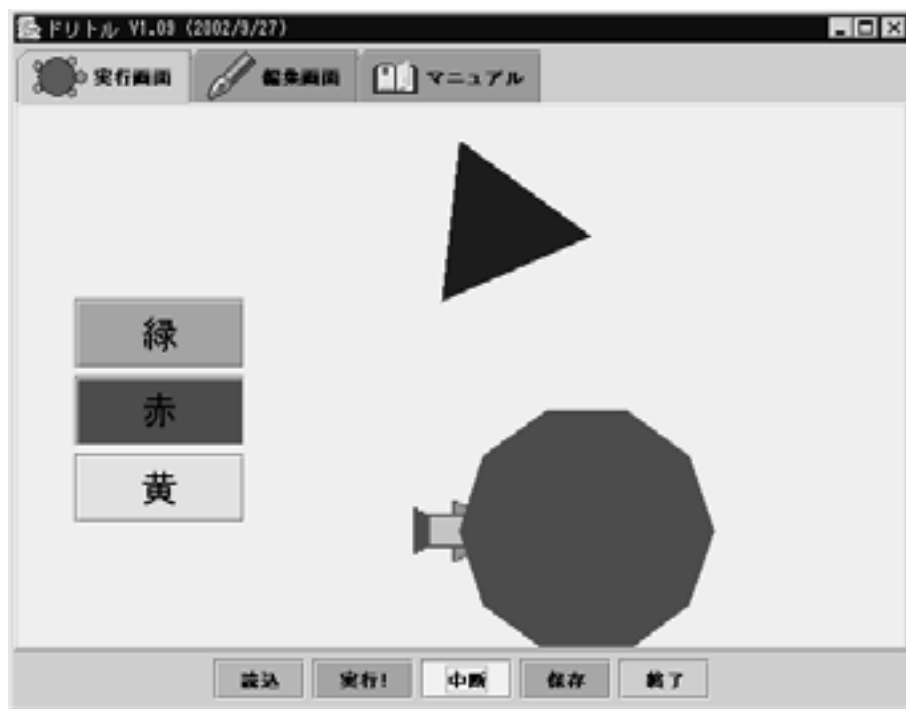 ドリトル V1.09 (2002/9/27)
実行画面 編集画面 マニュアル
緑
赤
黄
読込 実行! 中断 保存 終了